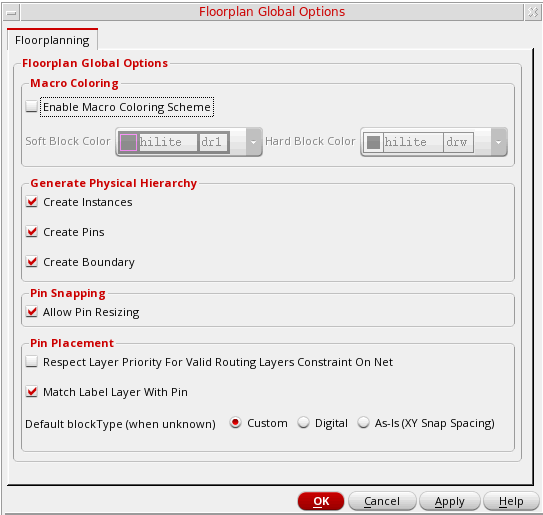 Floorplan Global Options
Floorplanning
Floorplan Global Options
Macro Coloring
Enable Macro Coloring Scheme
Soft Block Color hilite dr1 Hard Block Color hilite drw
Generate Physical Hierarchy
Create Instances
Create Pins
Create Boundary
Pin Snapping
Allow Pin Resizing
Pin Placement
Respect Layer Priority For Valid Routing Layers Constraint On Net
Match Label Layer With Pin
Default blockType (when unknown) Custom Digital As-Is (XY Snap Spacing)
OK Cancel Apply Help